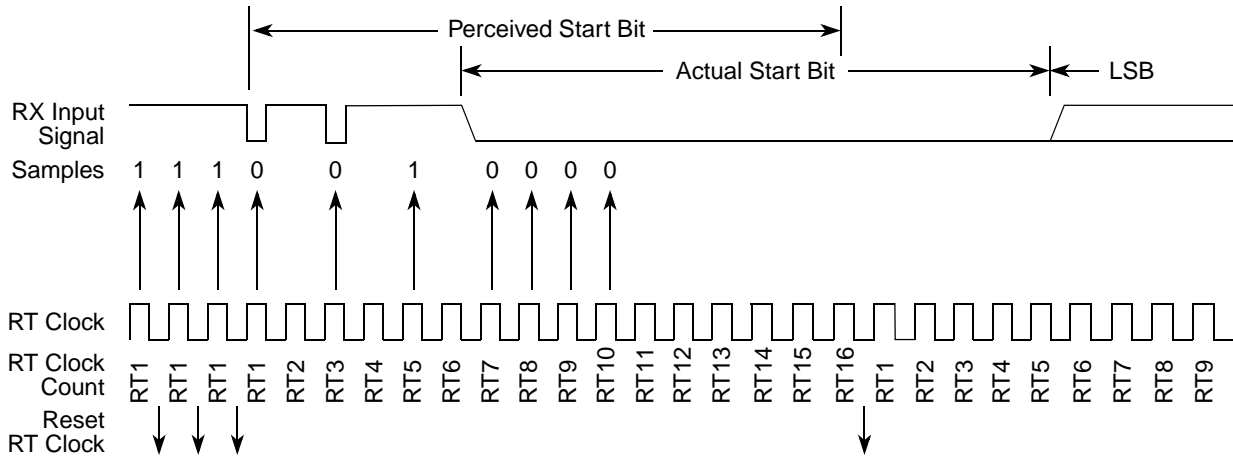 Perceived Start Bit
Actual Start Bit LSB
RX Input
Signal
Samples 1 1 1 0 0 1 0 0 0 0
RT Clock
RT Clock
Count
RT1 RT1 RT1 RT1 RT2 RT3 RT4 RT5 RT6 RT7 RT8 RT9 RT10 RT11 RT12 RT13 RT14 RT15 RT16 RT1 RT2 RT3 RT4 RT5 RT6 RT7 RT8 RT9
Reset
RT Clock